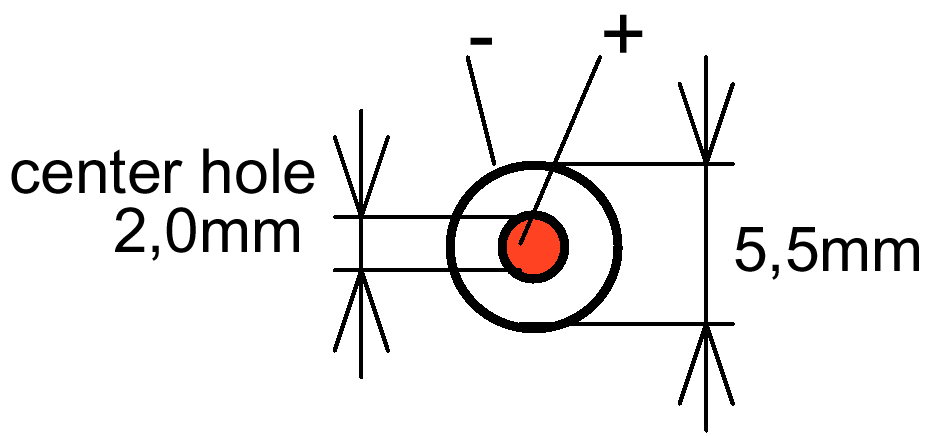 - +
center hole
2,0mm
5,5mm